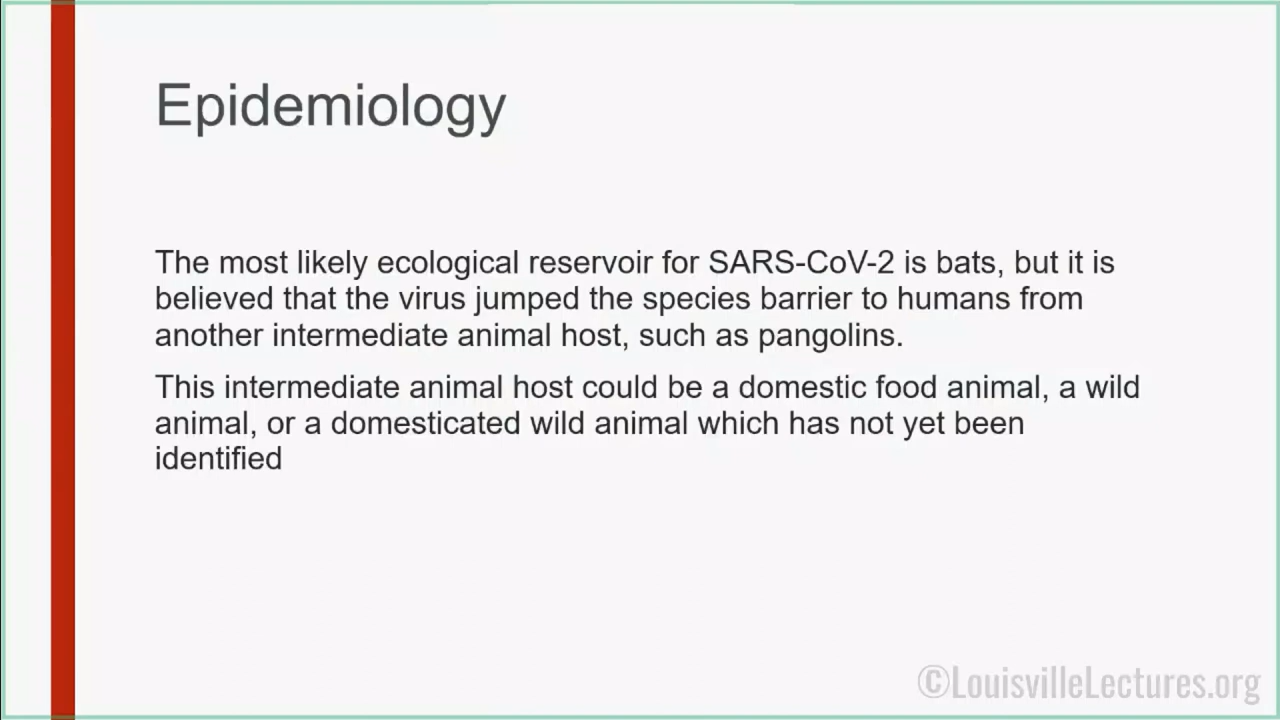 Epidemiology
The most likely ecological reservoir for SARS-CoV-2 is bats, but it is
believed that the virus jumped the species barrier to humans from
another intermediate animal host, such as pangolins.
This intermediate animal host could be a domestic food animal, a wild
animal, or a domesticated wild animal which has not yet been
identified
©LouisvilleLectures.org